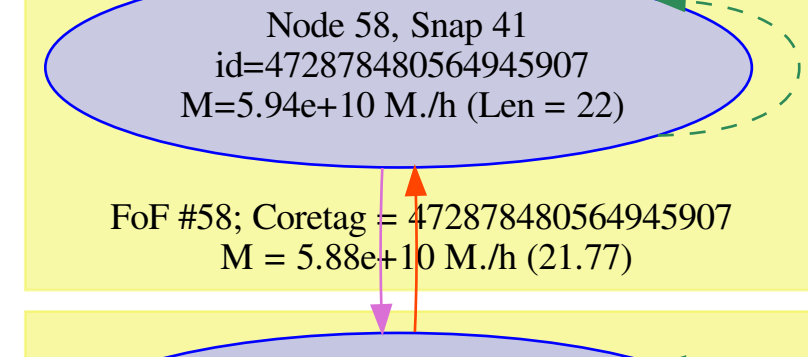 Node 58, Snap 41
id=472878480564945907
M=5.94e+10 M./h (Len = 22)
FoF #58; Coretag = 472878480564945907
M = 5.88e+10 M./h (21.77)